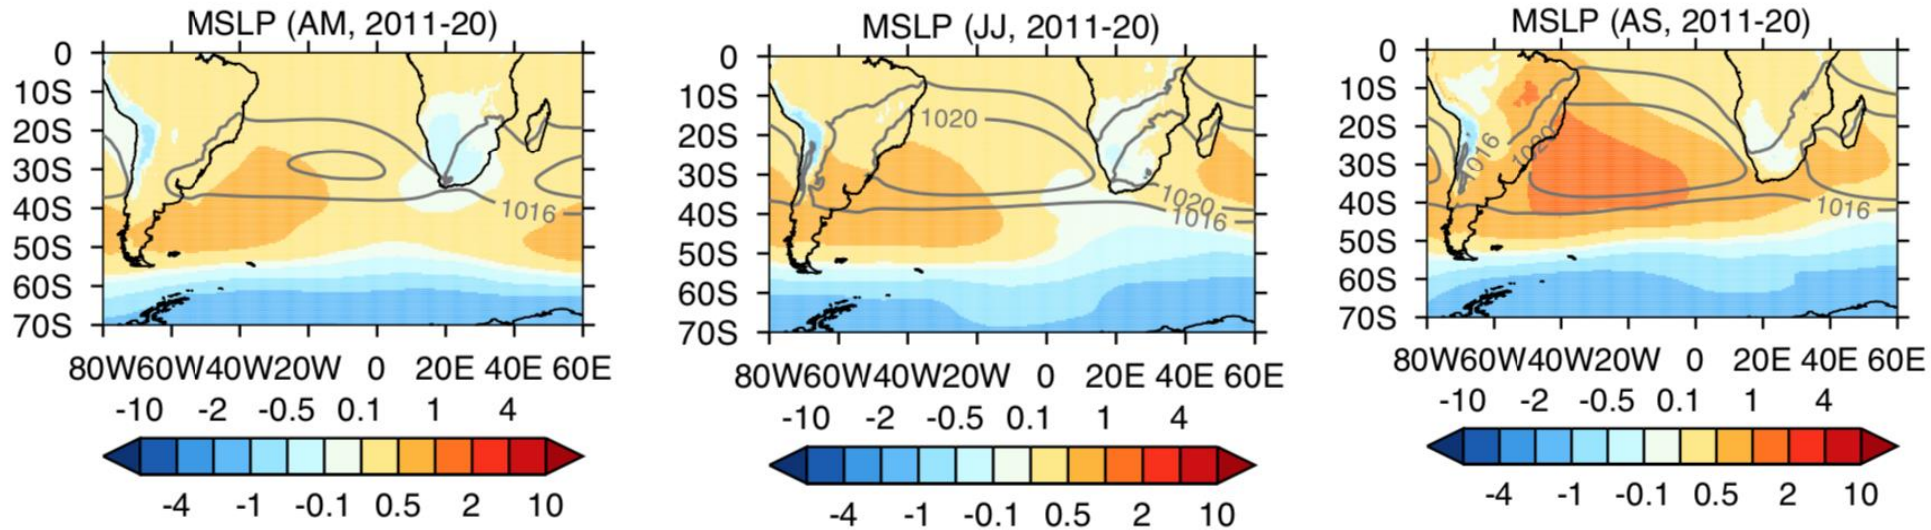 MSLP (AM, 2011-20)
0
10S
20S
30S
40S
50S
60S
70S
1016
80W60W40W20W 0 20E 40E 60E
-10 -2 -0.5 0.1 1 4
-4 -1 -0.1 0.5 2 10
MSLP (JJ, 2011-20)
0
10S
20S
30S
40S
50S
60S
70S
1020
1020
1016
80W60W40W20W 0 20E 40E 60E
-10 -2 -0.5 0.1 1 4
-4 -1 -0.1 0.5 2 10
MSLP (AS, 2011-20)
0
10S
20S
30S
40S
50S
60S
70S
1016
1020
1016
80W60W40W20W 0 20E 40E 60E
-10 -2 -0.5 0.1 1 4
-4 -1 -0.1 0.5 2 10